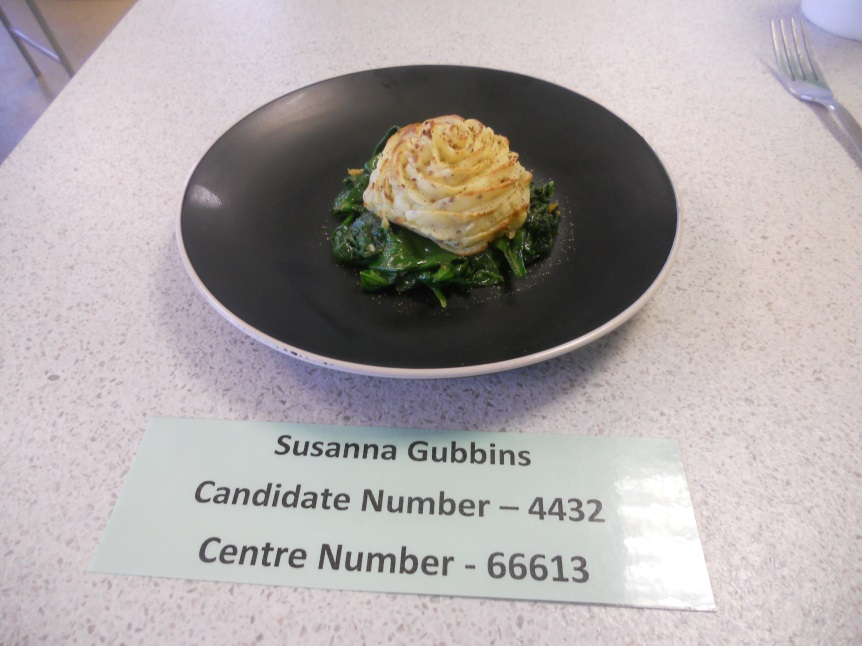 Susanna Gubbins
Candidate Number – 4432
Centre Number - 66613